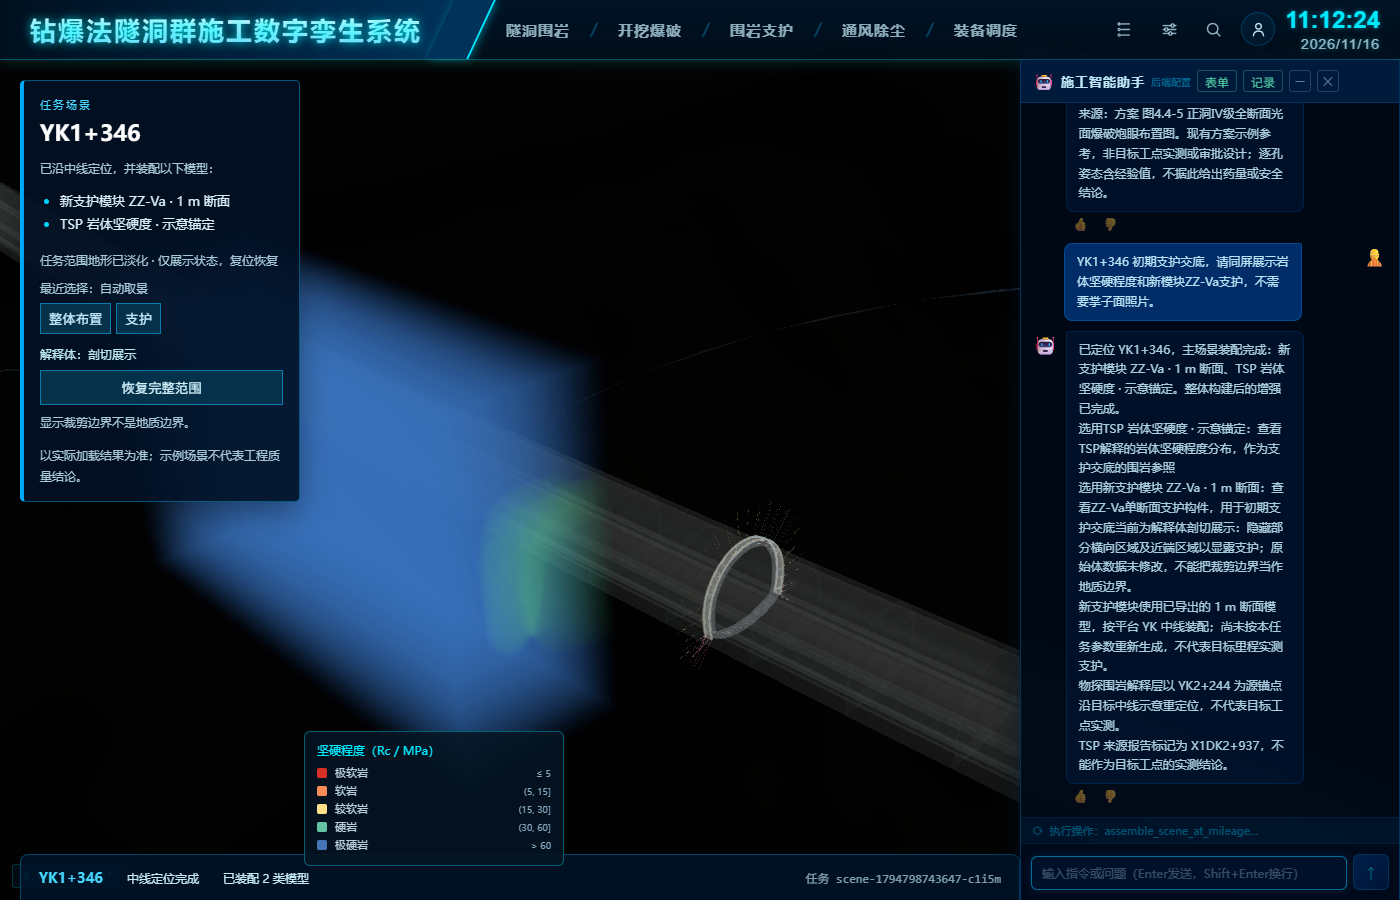 钻爆法隧洞群施工数字孪生系统
隧洞围岩 / 开挖爆破 / 围岩支护 / 通风除尘 / 装备调度
11:12:24
2026/11/16
任务场景
YK1+346
已沿中线定位，并装配以下模型：
新支护模块 ZZ-Va · 1 m 断面
TSP 岩体坚硬度 · 示意锚定
任务范围地形已淡化 · 仅展示状态，复位恢复
最近选择：自动取景
整体布置 支护
解释体：剖切展示
恢复完整范围
显示裁剪边界不是地质边界。
以实际加载结果为准；示例场景不代表工程质
量结论。
坚硬程度（Rc / MPa）
极软岩 ≤ 5
软岩 (5, 15]
较软岩 (15, 30]
硬岩 (30, 60]
极硬岩 > 60
YK1+346 中线定位完成 已装配 2 类模型
任务 scene-1794798743647-c1i5m
施工智能助手 后端配置 表单 记录
来源：方案 图4.4-5 正洞IV级全断面光
面爆破炮眼布置图。现有方案示例参
考，非目标工点实测或审批设计；逐孔
姿态含经验值，不据此给出药量或安全
结论。
YK1+346 初期支护交底，请同屏展示岩
体坚硬程度和新模块ZZ-Va支护，不需
要掌子面照片。
已定位 YK1+346，主场景装配完成：新
支护模块 ZZ-Va · 1 m 断面、TSP 岩体
坚硬度 · 示意锚定。整体构建后的增强
已完成。
选用TSP 岩体坚硬度 · 示意锚定：查看
TSP解释的岩体坚硬程度分布，作为支
护交底的围岩参照
选用新支护模块 ZZ-Va · 1 m 断面：查
看ZZ-Va单断面支护构件，用于初期支
护交底当前为解释体剖切展示：隐藏部
分横向区域及近端区域以显露支护；原
始体数据未修改，不能把裁剪边界当作
地质边界。
新支护模块使用已导出的 1 m 断面模
型，按平台 YK 中线装配；尚未按本任
务参数重新生成，不代表目标里程实测
支护。
物探围岩解释层以 YK2+244 为源锚点
沿目标中线示意重定位，不代表目标工
点实测。
TSP 来源报告标记为 X1DK2+937，不
能作为目标工点的实测结论。
执行操作：assemble_scene_at_mileage...
输入指令或问题（Enter发送，Shift+Enter换行）